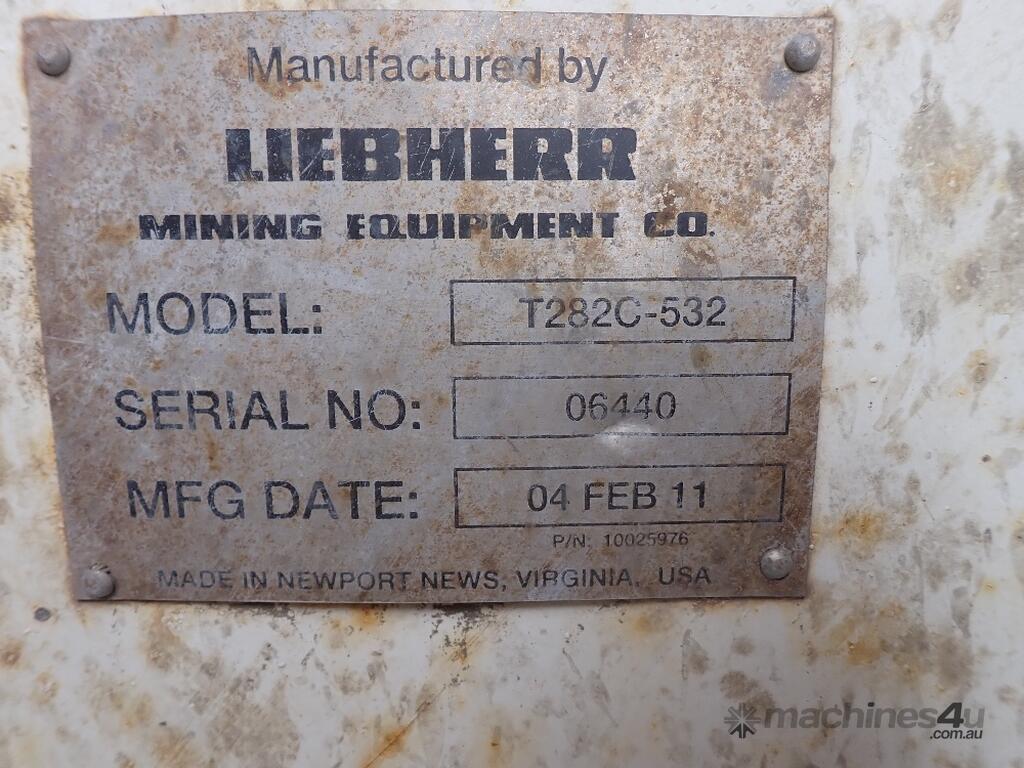 Manufactured by
LIEBHERR
MINING EQUIPMENT CO.
MODEL: T282C-532
SERIAL NO: 06440
MFG DATE: 04 FEB 11
P/N: 10025976
MADE IN NEWPORT NEWS, VIRGINIA, USA
machines4u
.com.au